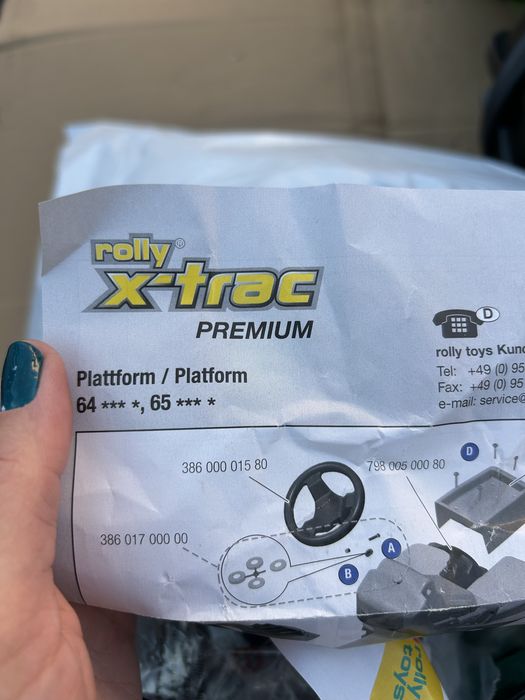 rolly®
x-trac
PREMIUM
Plattform / Platform
64 *** *, 65 *** *
D
rolly toys Kund
Tel: +49 (0) 95
Fax: +49 (0) 95
e-mail: service@
386 000 015 80
798 005 000 80
D
386 017 000 00
A
B
rolly
toys